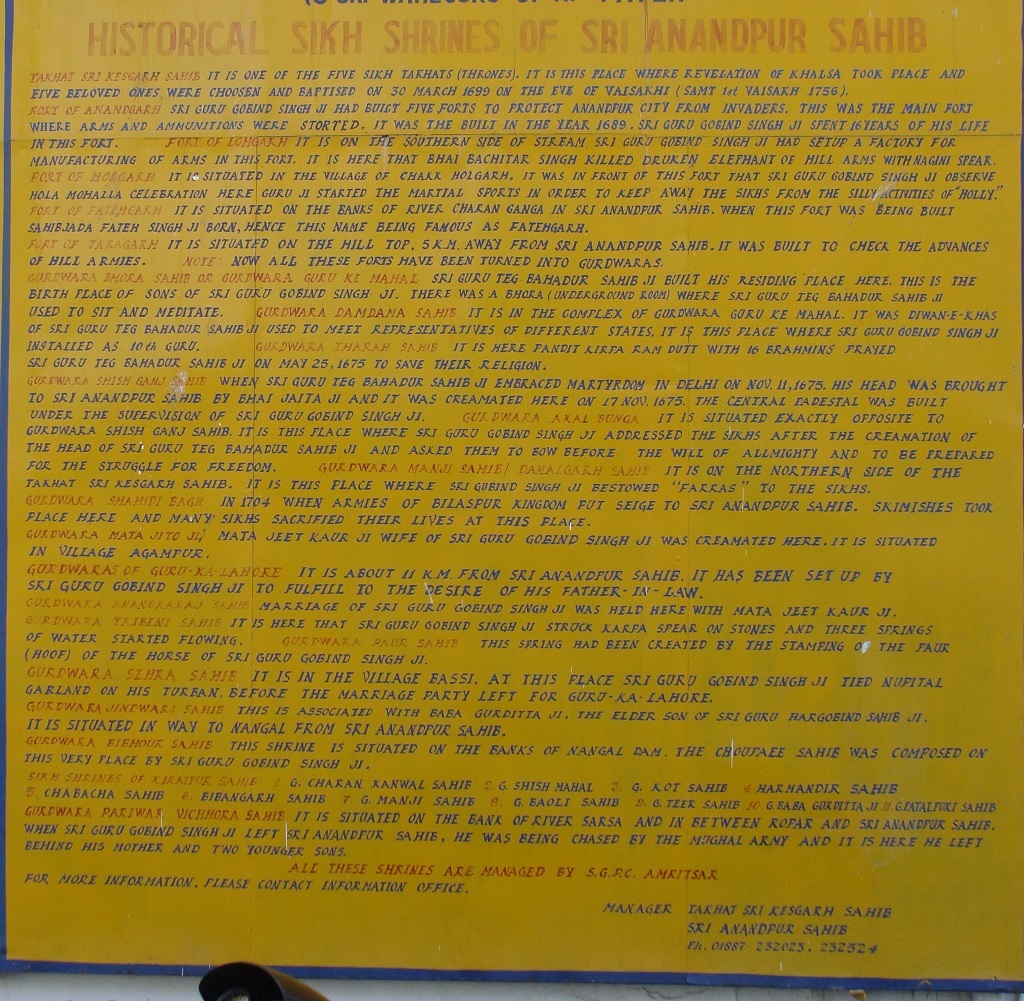 HISTORICAL SIKH SHRINES OF SRI ANANDPUR SAHIB
TAKHAT SRI KESGARH SAHIB IT IS ONE OF THE FIVE SIKH TAKHATS (THRONES). IT IS THIS PLACE WHERE REVELATION OF KHALSA TOOK PLACE AND
FIVE BELOVED ONES WERE CHOOSEN AND BAPTISED ON 30 MARCH 1699 ON THE EVE OF VAISAKHI (SAMT 1st VAISAKH 1756).
FORT OF ANANDGARH SRI GURU GOBIND SINGH JI HAD BUILT FIVE FORTS TO PROTECT ANANDPUR CITY FROM INVADERS. THIS WAS THE MAIN FORT
WHERE ARMS AND AMMUNITIONS WERE STORTED. IT WAS THE BUILT IN THE YEAR 1689. SRI GURU GOBIND SINGH JI SPENT 16 YEARS OF HIS LIFE
IN THIS FORT. FORT OF LOHGARH IT IS ON THE SOUTHERN SIDE OF STREAM. SRI GURU GOBIND SINGH JI HAD SETUP A FACTORY FOR
MANUFACTURING OF ARMS IN THIS FORT. IT IS HERE THAT BHAI BACHITAR SINGH KILLED DRUKEN ELEPHANT OF HILL ARMS WITH NAGINI SPEAR.
FORT OF HOLGARH IT IS SITUATED IN THE VILLAGE OF CHAKK HOLGARH. IT WAS IN FRONT OF THIS FORT THAT SRI GURU GOBIND SINGH JI OBSERVE
HOLA MOHALLA CELEBRATION HERE GURU JI STARTED THE MARTIAL SPORTS IN ORDER TO KEEP AWAY THE SIKHS FROM THE SILLY ACTIVITIES OF "HOLLY."
FORT OF FATEHGARH IT IS SITUATED ON THE BANKS OF RIVER CHARAN GANGA IN SRI ANANDPUR SAHIB. WHEN THIS FORT WAS BEING BUILT
SAHIBJADA FATEH SINGH JI BORN, HENCE THIS NAME BEING FAMOUS AS FATEHGARH.
FORT OF TARAGARH IT IS SITUATED ON THE HILL TOP, 5 K.M. AWAY FROM SRI ANANDPUR SAHIB. IT WAS BUILT TO CHECK THE ADVANCES
OF HILL ARMIES. NOTE: NOW ALL THESE FORTS HAVE BEEN TURNED INTO GURDWARAS.
GURDWARA BHORA SAHIB OR GURDWARA GURU KE MAHAL SRI GURU TEG BAHADUR SAHIB JI BUILT HIS RESIDING PLACE HERE. THIS IS THE
BIRTH PLACE OF SONS OF SRI GURU GOBIND SINGH JI. THERE WAS A BHORA (UNDERGROUND ROOM) WHERE SRI GURU TEG BAHADUR SAHIB JI
USED TO SIT AND MEDITATE. GURDWARA DAMDAMA SAHIB IT IS IN THE COMPLEX OF GURDWARA GURU KE MAHAL. IT WAS DIWAN-E-KHAS
OF SRI GURU TEG BAHADUR SAHIB JI USED TO MEET REPRESENTATIVES OF DIFFERENT STATES, IT IS THIS PLACE WHERE SRI GURU GOBIND SINGH JI
INSTALLED AS 10th GURU. GURDWARA THARAH SAHIB IT IS HERE PANDIT KIRPA RAM DUTT WITH 16 BRAHMINS PRAYED
SRI GURU TEG BAHADUR SAHIB JI ON MAY 25, 1675 TO SAVE THEIR RELIGION.
GURDWARA SHISH GANJ SAHIB WHEN SRI GURU TEG BAHADUR SAHIB JI EMBRACED MARTYRDOM IN DELHI ON NOV. 11, 1675. HIS HEAD WAS BROUGHT
TO SRI ANANDPUR SAHIB BY BHAI JAITA JI AND IT WAS CREAMATED HERE ON 17 NOV. 1675. THE CENTRAL EADESTAL WAS BUILT
UNDER THE SUPERVISION OF SRI GURU GOBIND SINGH JI. GURDWARA AKAL BUNGA IT IS SITUATED EXACTLY OPPOSITE TO
GURDWARA SHISH GANJ SAHIB. IT IS THIS PLACE WHERE SRI GURU GOBIND SINGH JI ADDRESSED THE SIKHS AFTER THE CREAMATION OF
THE HEAD OF SRI GURU TEG BAHADUR SAHIB JI AND ASKED THEM TO BOW BEFORE THE WILL OF ALLMIGHTY AND TO BE PREPARED
FOR THE STRUGGLE FOR FREEDOM. GURDWARA MANJI SAHIB/ DAMALGARH SAHIB IT IS ON THE NORTHERN SIDE OF THE
TAKHAT SRI KESGARH SAHIB. IT IS THIS PLACE WHERE SRI GOBIND SINGH JI BESTOWED "FARRAS" TO THE SIKHS.
GURDWARA SHAHIDI BAGH IN 1704 WHEN ARMIES OF BILASPUR KINGDOM PUT SEIGE TO SRI ANANDPUR SAHIB. SKIMISHES TOOK
PLACE HERE AND MANY SIKHS SACRIFIED THEIR LIVES AT THIS PLACE.
GURDWARA MATA JITO JI, MATA JEET KAUR JI WIFE OF SRI GURU GOBIND SINGH JI WAS CREAMATED HERE. IT IS SITUATED
IN VILLAGE AGAMPUR.
GURDWARAS OF GURU-KA-LAHORE IT IS ABOUT 11 K.M. FROM SRI ANANDPUR SAHIB. IT HAS BEEN SET UP BY
SRI GURU GOBIND SINGH JI TO FULFILL TO THE DESIRE OF HIS FATHER-IN-LAW.
GURDWARA ANANDKARAJ SAHIB MARRIAGE OF SRI GURU GOBIND SINGH JI WAS HELD HERE WITH MATA JEET KAUR JI.
GURDWARA TRIBENI SAHIB IT IS HERE THAT SRI GURU GOBIND SINGH JI STRUCK KARPA SPEAR ON STONES AND THREE SPRINGS
OF WATER STARTED FLOWING. GURDWARA PAUR SAHIB THIS SPRING HAD BEEN CREATED BY THE STAMPING OF THE PAUR
(HOOF) OF THE HORSE OF SRI GURU GOBIND SINGH JI.
GURDWARA SEHRA SAHIB IT IS IN THE VILLAGE BASSI. AT THIS PLACE SRI GURU GOBIND SINGH JI TIED NUPITAL
GARLAND ON HIS TURBAN. BEFORE THE MARRIAGE PARTY LEFT FOR GURU-KA-LAHORE.
GURDWARA JINDWARI SAHIB THIS IS ASSOCIATED WITH BABA GURDITTA JI. THE ELDER SON OF SRI GURU HARGOBIND SAHIB JI.
IT IS SITUATED IN WAY TO NANGAL FROM SRI ANANDPUR SAHIB.
GURDWARA BIBHOUR SAHIB THIS SHRINE IS SITUATED ON THE BANKS OF NANGAL DAM. THE CHOUPAEE SAHIB WAS COMPOSED ON
THIS VERY PLACE BY SRI GURU GOBIND SINGH JI.
SIKH SHRINES OF KIRATPUR SAHIB- 1 G. CHARAN KANWAL SAHIB 2. G. SHISH MAHAL 3. G. KOT SAHIB 4 HARMANDIR SAHIB
5. CHABACHA SAHIB 6. BIBANGARH SAHIB 7. G. MANJI SAHIB 8. G. BAOLI SAHIB 9. G. TEER SAHIB 10 G. BABA GURDITTA JI 11 G. PATALPURI SAHIB
GURDWARA PARIWAR VICHHORA SAHIB IT IS SITUATED ON THE BANK OF RIVER SARSA AND IN BETWEEN ROPAR AND SRI ANANDPUR SAHIB.
WHEN SRI GURU GOBIND SINGH JI LEFT SRI ANANDPUR SAHIB, HE WAS BEING CHASED BY THE MUGHAL ARMY AND IT IS HERE HE LEFT
BEHIND HIS MOTHER AND TWO YOUNGER SONS.
ALL THESE SHRINES ARE MANAGED BY S.G.P.C. AMRITSAR
FOR MORE INFORMATION. PLEASE CONTACT INFORMATION OFFICE.
MANAGER TAKHAT SRI KESGARH SAHIB
SRI ANANDPUR SAHIB
Ph. 01887 232023, 232324